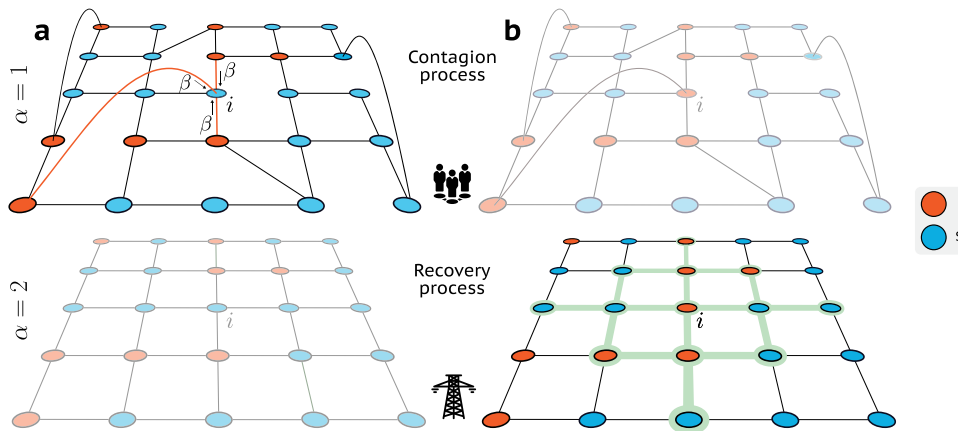 a
b
α = 1
Contagion
process
β
β
i
β
i
α = 2
Recovery
process
i
i
s